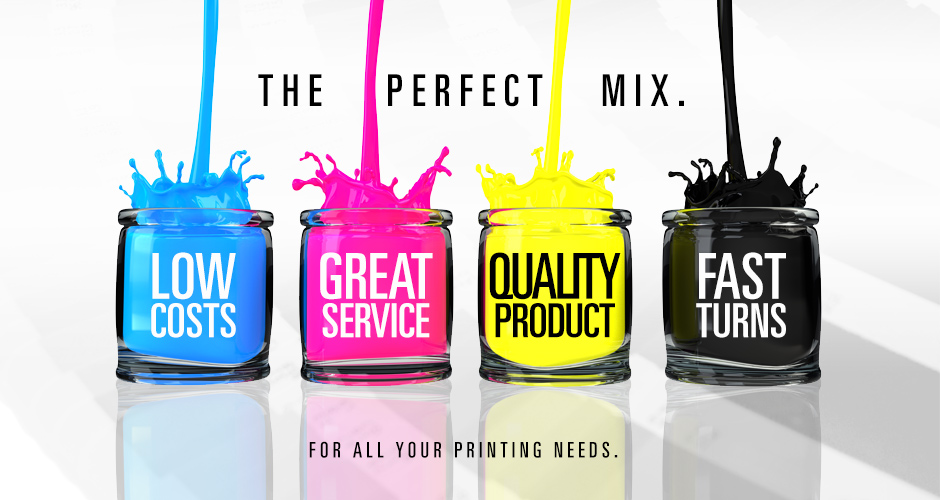 THE PERFECT MIX.
LOW
COSTS
GREAT
SERVICE
QUALITY
PRODUCT
FAST
TURNS
FOR ALL YOUR PRINTING NEEDS.